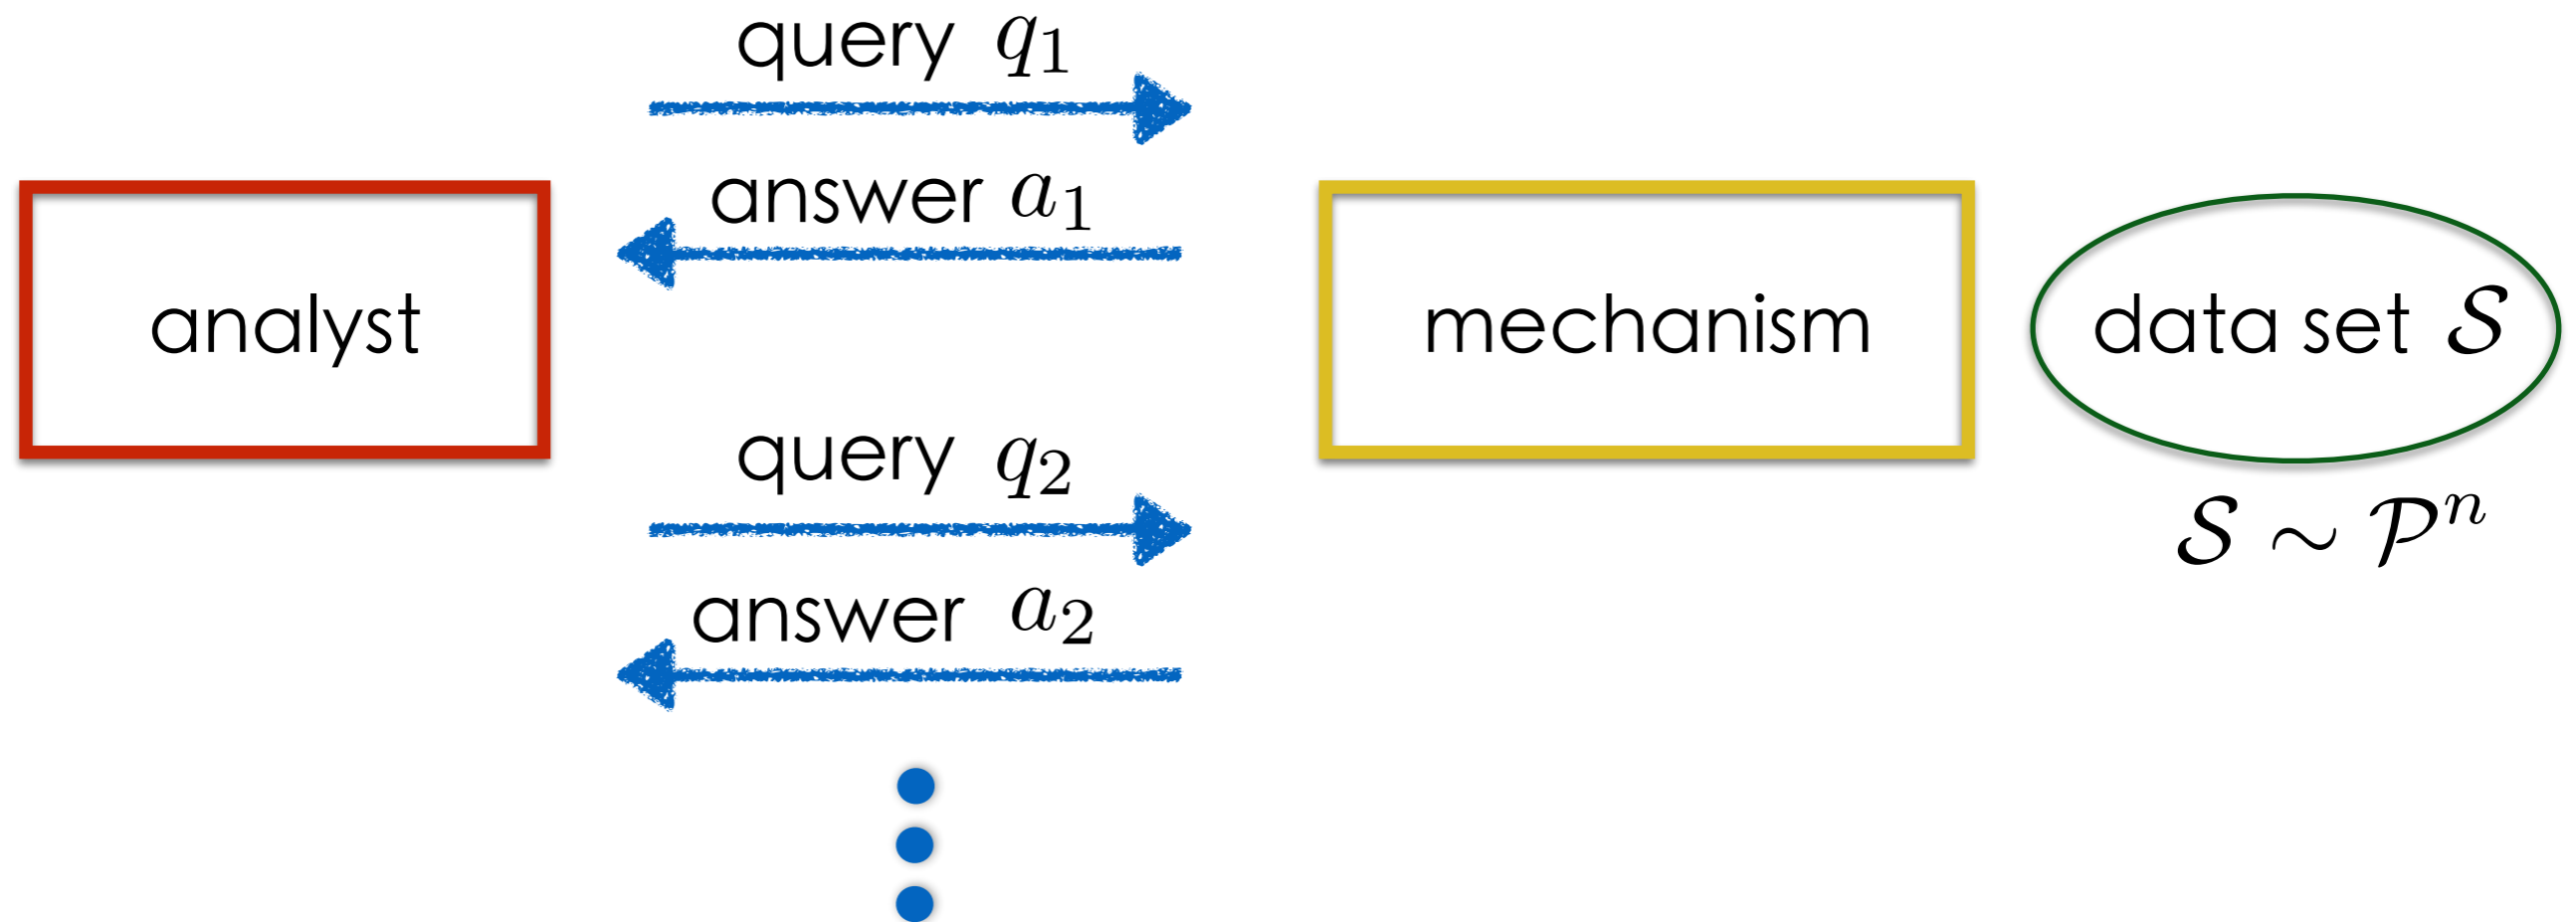 query q₁
answer a₁
analyst
mechanism
data set 𝒮
query q₂
𝒮 ∼ 𝒫ⁿ
answer a₂